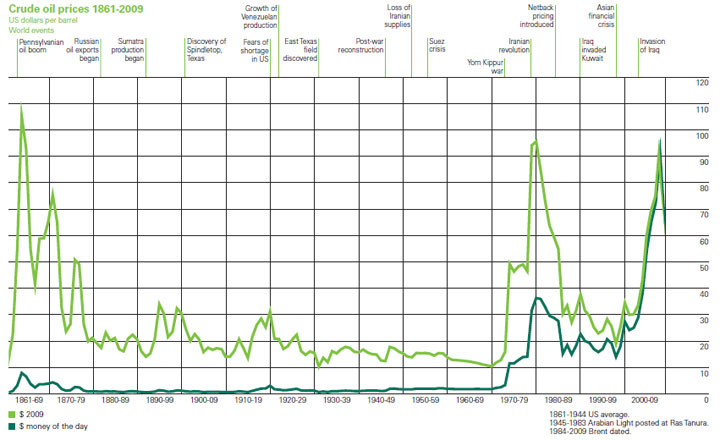 Crude oil prices 1861-2009
US dollars per barrel
World events
Pennsylvanian
oil boom
Russian
oil exports
began
Sumatra
production
began
Discovery of
Spindletop,
Texas
Growth of
Venezuelan
production
Fears of
shortage
in US
East Texas
field
discovered
Post-war
reconstruction
Loss of
Iranian
supplies
Suez
crisis
Yom Kippur
war
Iranian
revolution
Netback
pricing
introduced
Iraq
invaded
Kuwait
Asian
financial
crisis
Invasion
of Iraq
120
110
100
90
80
70
60
50
40
30
20
10
0
1861-69
1870-79
1880-89
1890-99
1900-09
1910-19
1920-29
1930-39
1940-49
1950-59
1960-69
1970-79
1980-89
1990-99
2000-09
$ 2009
$ money of the day
1861-1944 US average.
1945-1983 Arabian Light posted at Ras Tanura.
1984-2009 Brent dated.